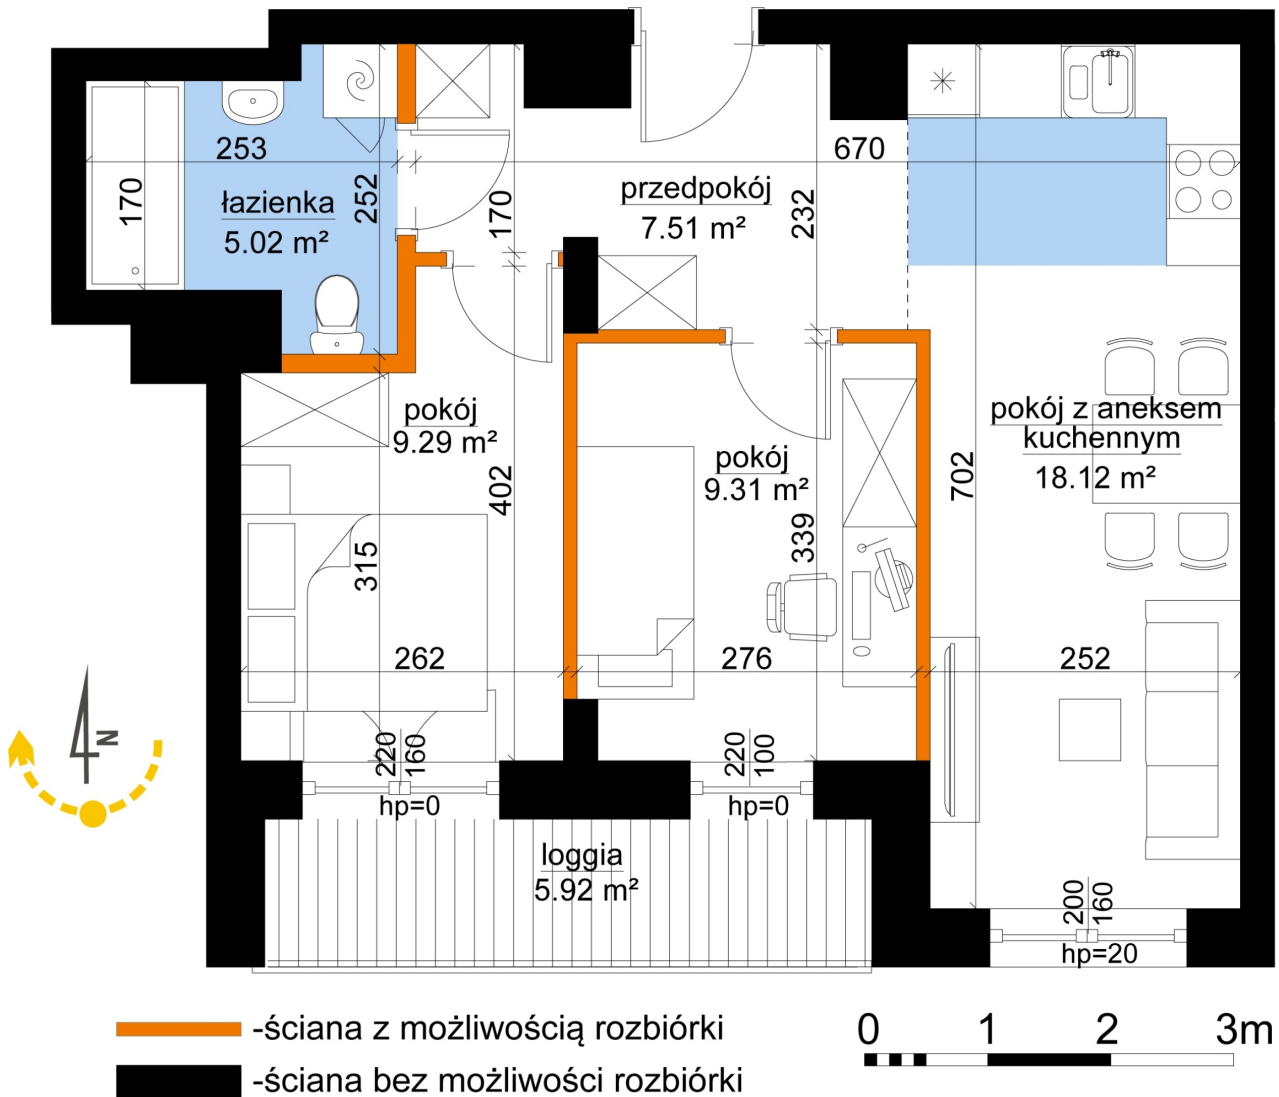 253
670
170
252
170
232
łazienka
5.02 m²
przedpokój
7.51 m²
pokój
9.29 m²
pokój
9.31 m²
pokój z aneksem
kuchennym
18.12 m²
402
702
339
315
262
276
252
N
220
160
hp=0
220
100
hp=0
loggia
5.92 m²
200
160
hp=20
-ściana z możliwością rozbiórki
-ściana bez możliwości rozbiórki
0 1 2 3m